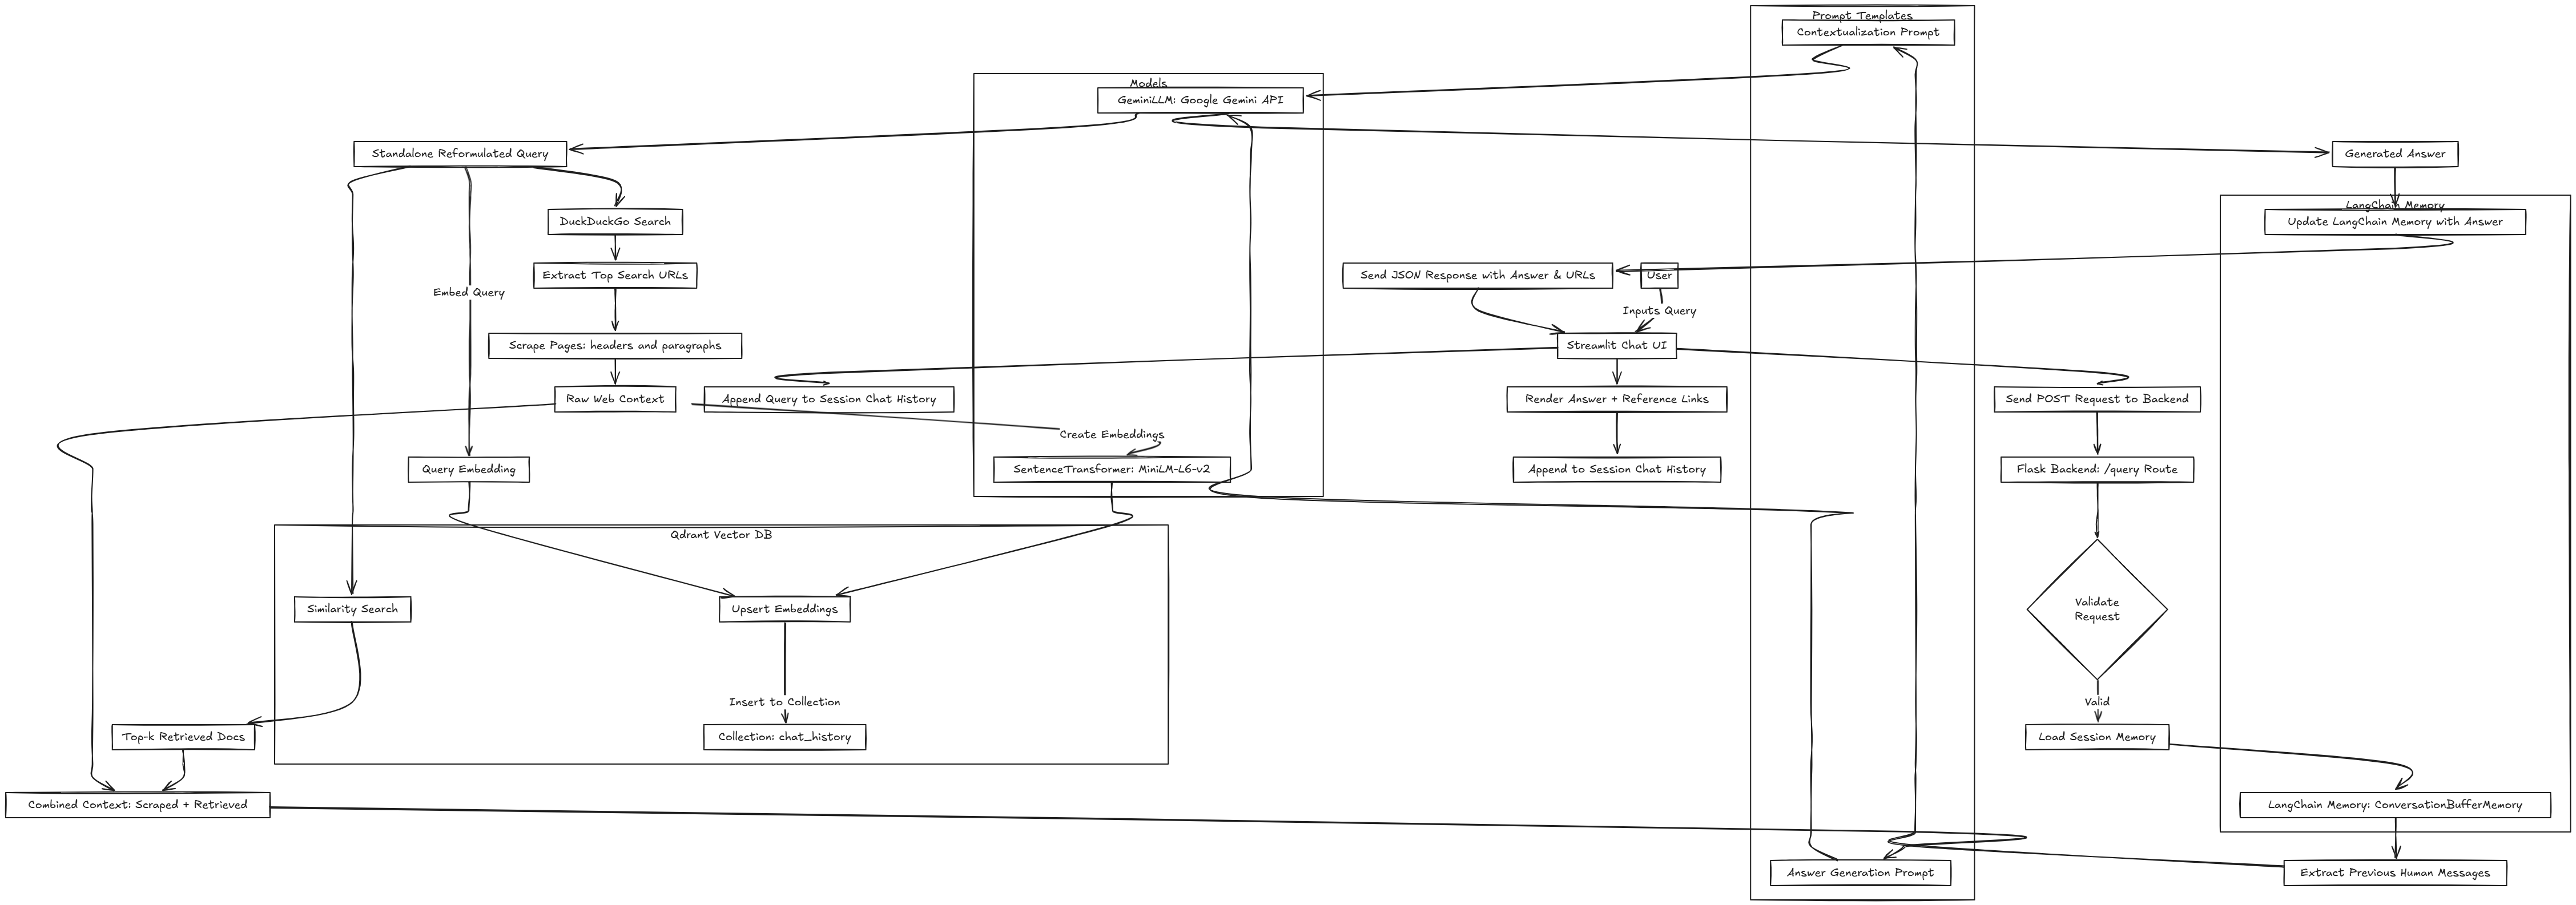 Prompt Templates
Contextualization Prompt
Models
GeminiLLM: Google Gemini API
Standalone Reformulated Query
Generated Answer
LangChain Memory
DuckDuckGo Search
Update LangChain Memory with Answer
Extract Top Search URLs
Send JSON Response with Answer & URLs
User
Embed Query
Inputs Query
Scrape Pages: headers and paragraphs
Streamlit Chat UI
Raw Web Context
Append Query to Session Chat History
Render Answer + Reference Links
Send POST Request to Backend
Create Embeddings
Query Embedding
SentenceTransformer: MiniLM-L6-v2
Append to Session Chat History
Flask Backend: /query Route
Qdrant Vector DB
Similarity Search
Upsert Embeddings
Validate
Request
Insert to Collection
Valid
Top-k Retrieved Docs
Collection: chat_history
Load Session Memory
Combined Context: Scraped + Retrieved
LangChain Memory: ConversationBufferMemory
Answer Generation Prompt
Extract Previous Human Messages